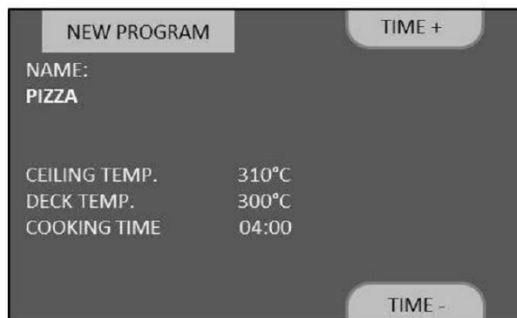 NEW PROGRAM
TIME +
NAME:
PIZZA
CEILING TEMP. 310°C
DECK TEMP. 300°C
COOKING TIME 04:00
TIME -